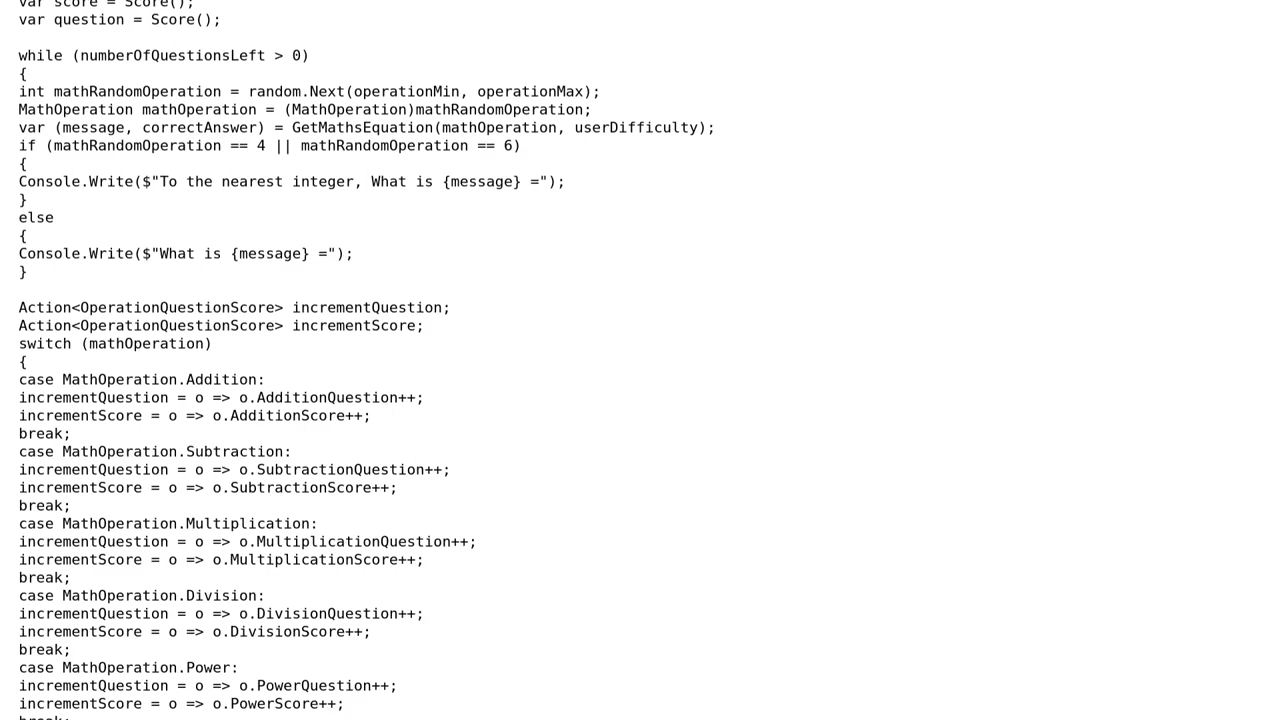 var score = Score();
var question = Score();
while (numberOfQuestionsLeft > 0)
{
int mathRandomOperation = random.Next(operationMin, operationMax);
MathOperation mathOperation = (MathOperation)mathRandomOperation;
var (message, correctAnswer) = GetMathsEquation(mathOperation, userDifficulty);
if (mathRandomOperation == 4 || mathRandomOperation == 6)
{
Console.Write($"To the nearest integer, What is {message} =");
}
else
{
Console.Write($"What is {message} =");
}
Action<OperationQuestionScore> incrementQuestion;
Action<OperationQuestionScore> incrementScore;
switch (mathOperation)
{
case MathOperation.Addition:
incrementQuestion = o => o.AdditionQuestion++;
incrementScore = o => o.AdditionScore++;
break;
case MathOperation.Subtraction:
incrementQuestion = o => o.SubtractionQuestion++;
incrementScore = o => o.SubtractionScore++;
break;
case MathOperation.Multiplication:
incrementQuestion = o => o.MultiplicationQuestion++;
incrementScore = o => o.MultiplicationScore++;
break;
case MathOperation.Division:
incrementQuestion = o => o.DivisionQuestion++;
incrementScore = o => o.DivisionScore++;
break;
case MathOperation.Power:
incrementQuestion = o => o.PowerQuestion++;
incrementScore = o => o.PowerScore++;
break;